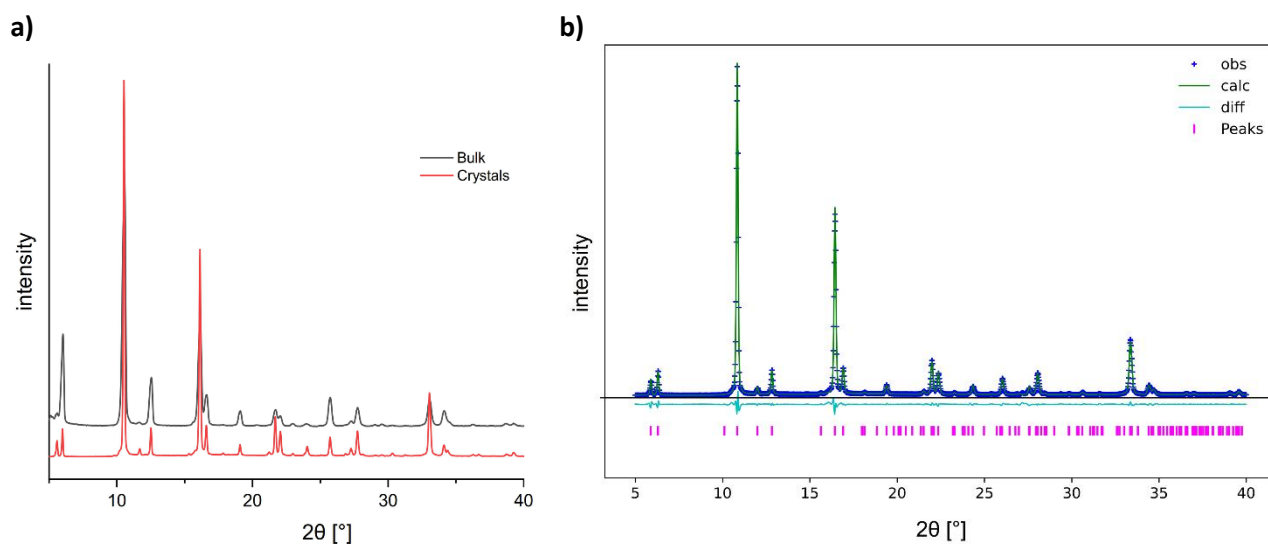 a)
intensity
Bulk
Crystals
10
20
30
40
2θ [°]
b)
intensity
obs
calc
diff
Peaks
5
10
15
20
25
30
35
40
2θ [°]